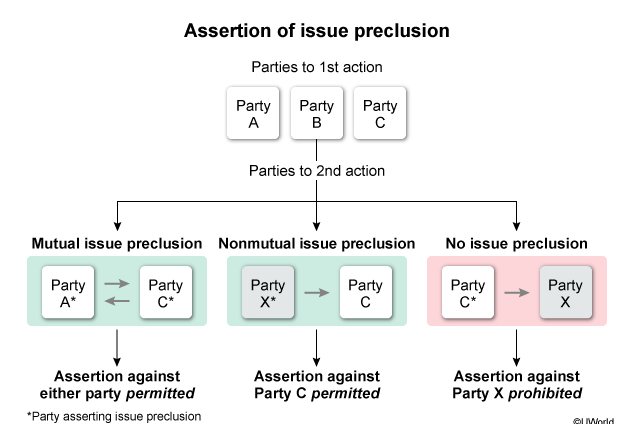 Assertion of issue preclusion
Parties to 1st action
Party
A
Party
B
Party
C
Parties to 2nd action
Mutual issue preclusion
Party
A*
Party
C*
Nonmutual issue preclusion
Party
X*
Party
C
No issue preclusion
Party
C*
Party
X
Assertion against
either party permitted
Assertion against
Party C permitted
Assertion against
Party X prohibited
*Party asserting issue preclusion
©UWorld